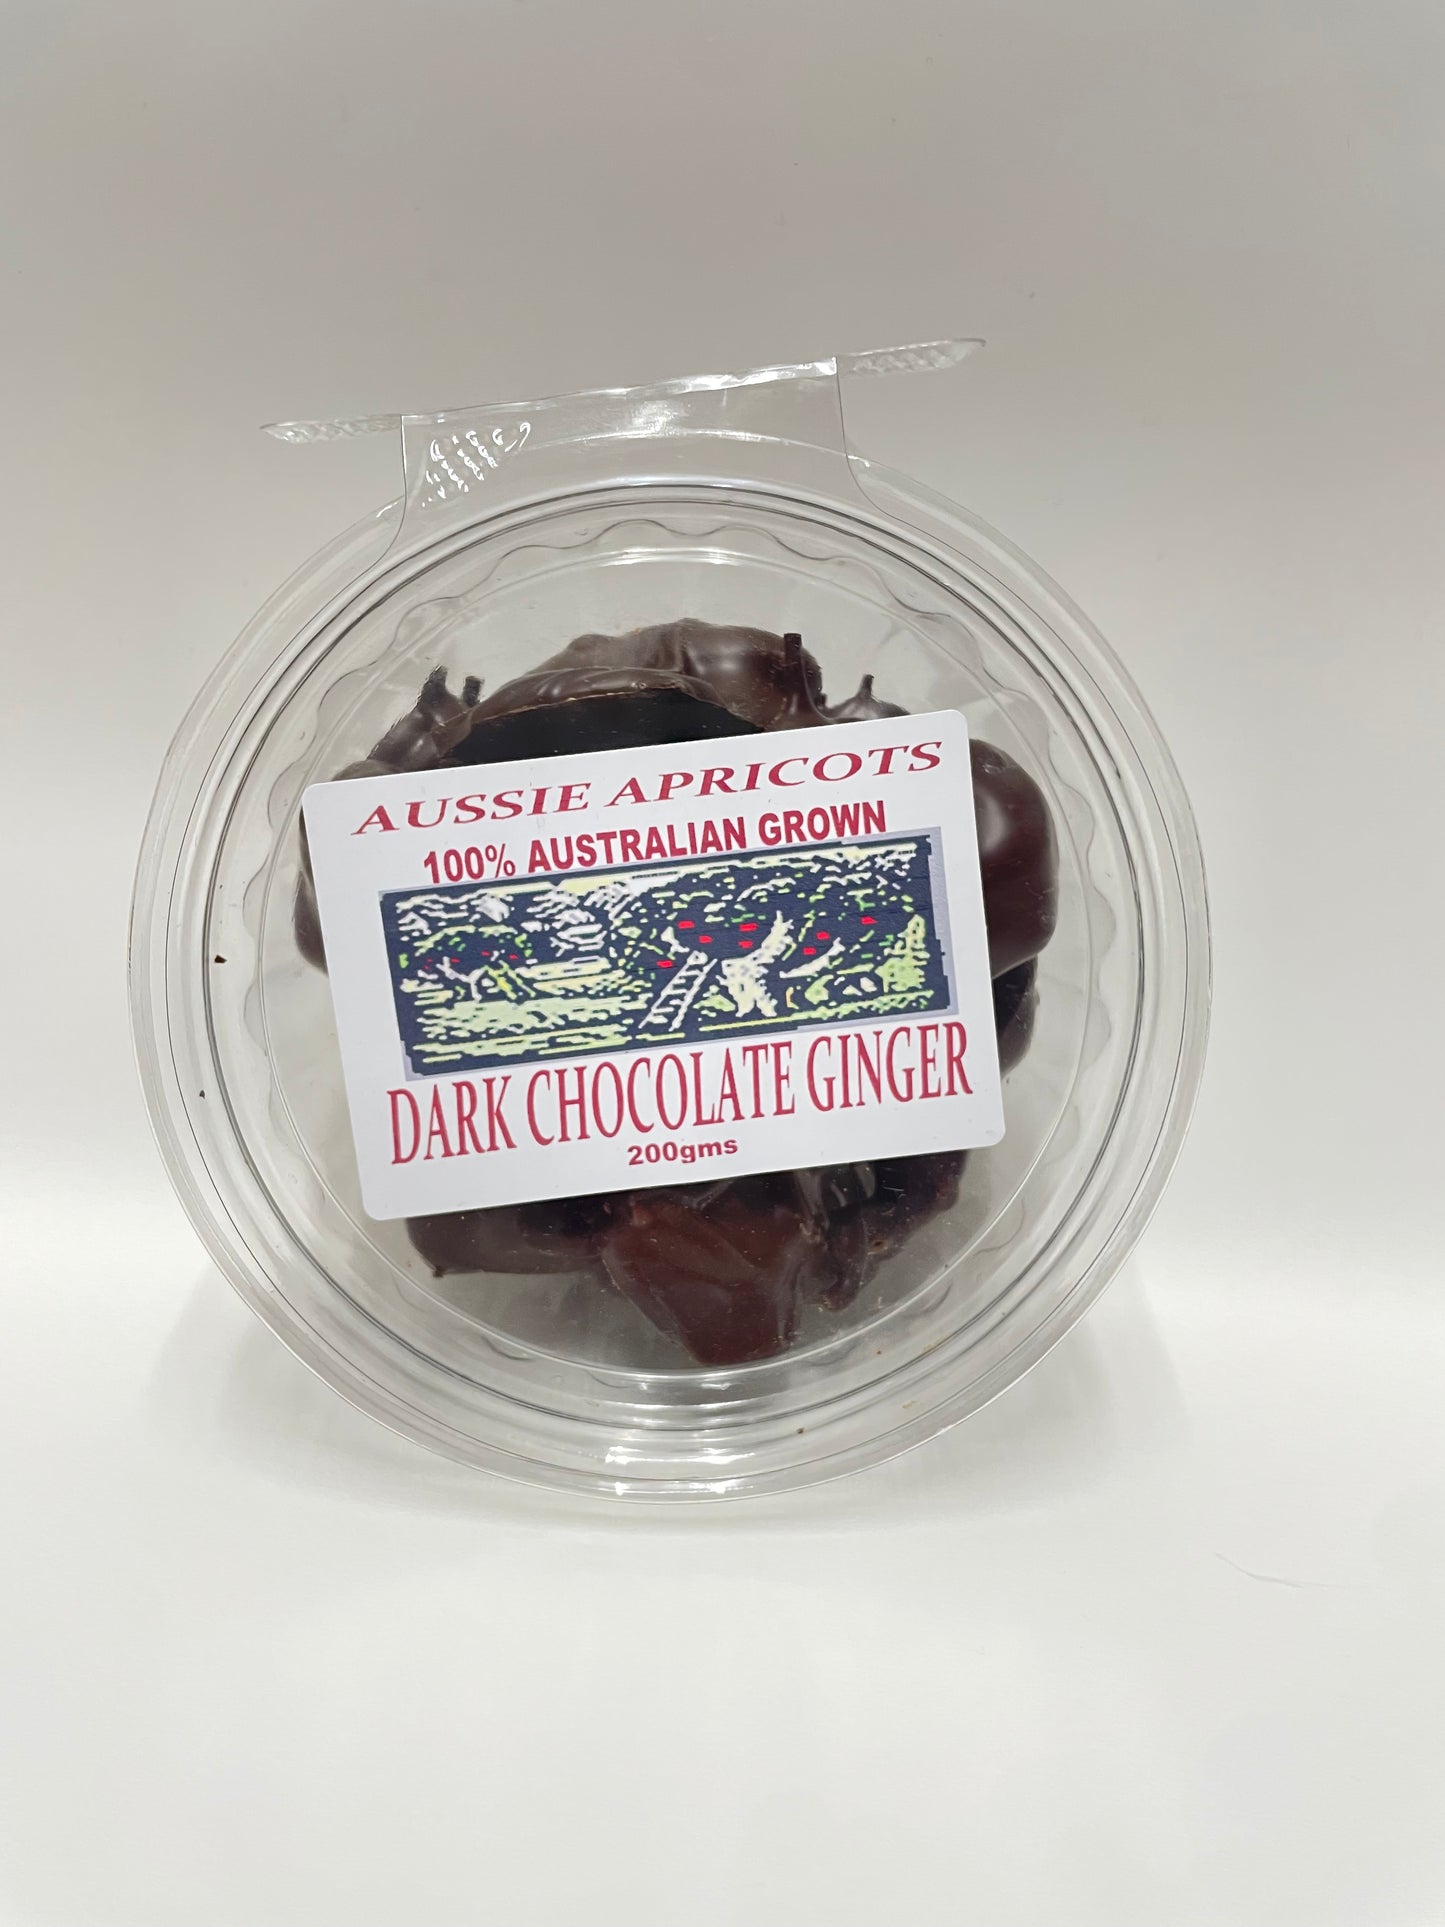 AUSSIE APRICOTS
100% AUSTRALIAN GROWN
DARK CHOCOLATE GINGER
200gms